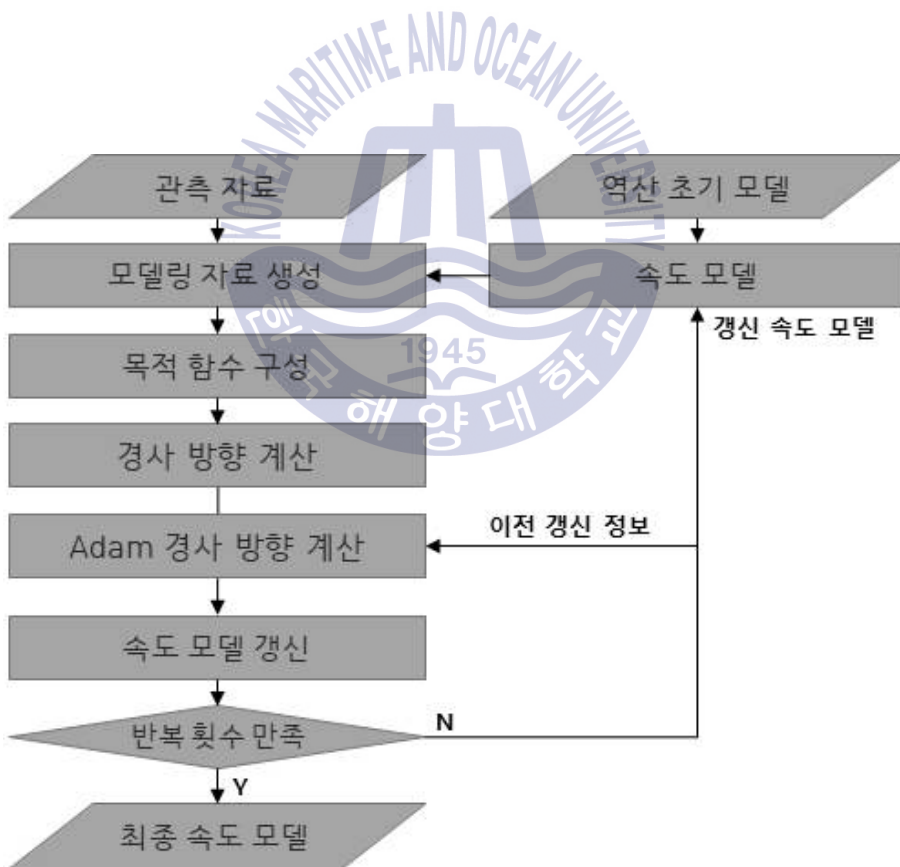 KOREA MARITIME AND OCEAN UNIVERSITY
관측 자료
역산 초기 모델
모델링 자료 생성
속도 모델
갱신 속도 모델
1945
목적 함수 구성
한국해양대학교
경사 방향 계산
이전 갱신 정보
Adam 경사 방향 계산
속도 모델 갱신
반복 횟수 만족
N
Y
최종 속도 모델